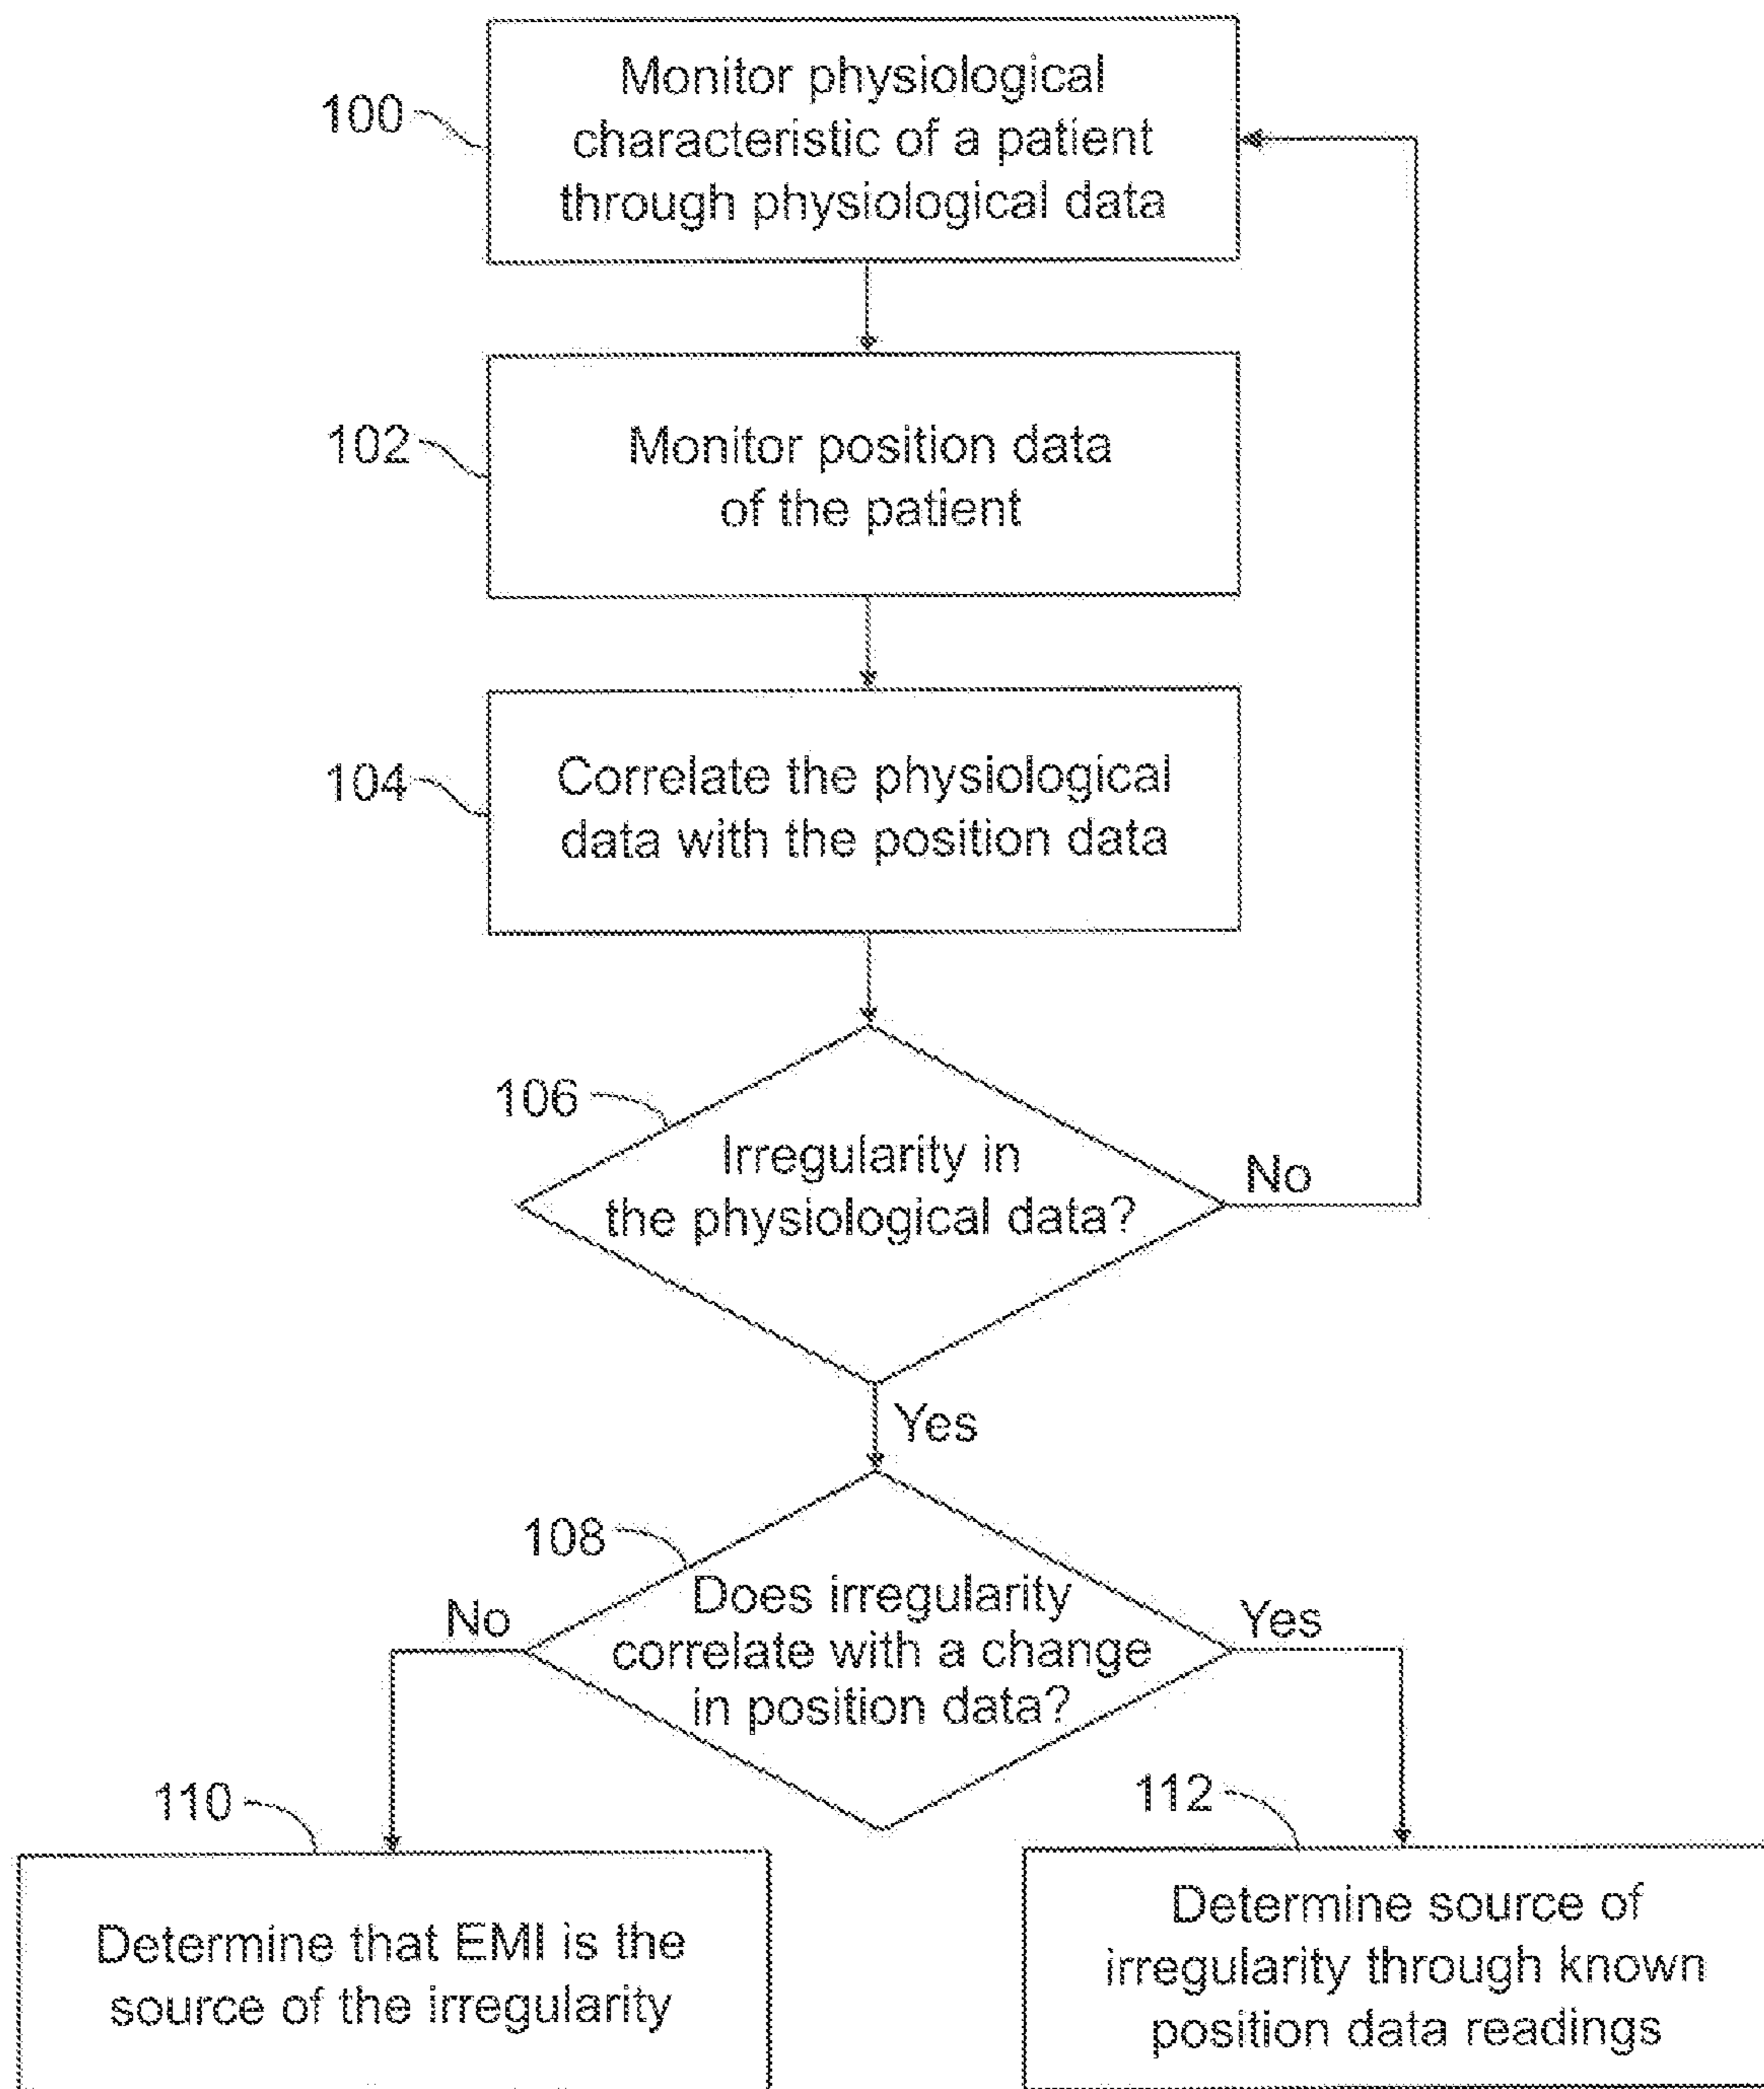 Monitor physiological
100
characteristic of a patient
through physiological data
102
Monitor position data
of the patient
104
Correlate the physiological
data with the position data
106
Irregularity in
the physiological data?
No
Yes
108
Does irregularity
correlate with a change
in position data?
No
Yes
110
Determine that EMI is the
source of the irregularity
112
Determine source of
irregularity through known
position data readings